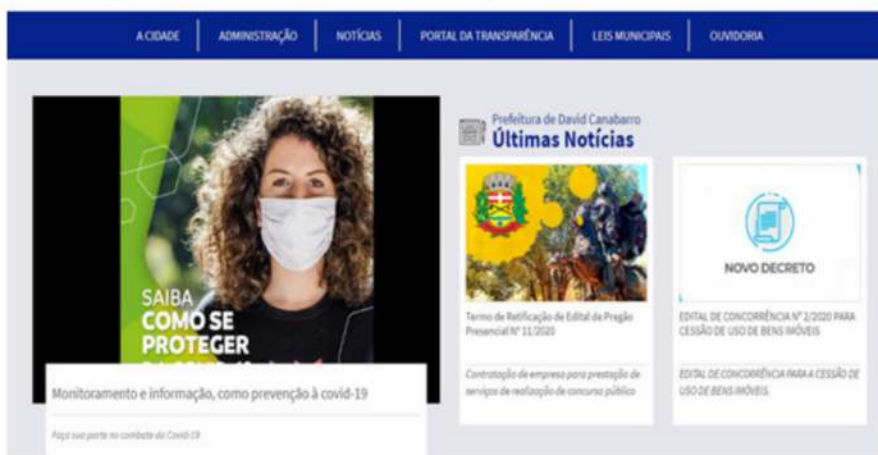 A CIDADE
ADMINISTRAÇÃO
NOTÍCIAS
PORTAL DA TRANSPARÊNCIA
LEIS MUNICIPAIS
OUVIDORIA
SAIBA
COMO SE
PROTEGER
Monitoramento e informação, como prevenção à covid-19
Faça sua parte no combate da Covid-19
Prefeitura de David Canabarro
Últimas Notícias
Termo de Retificação de Edital de Pregão
Presencial Nº 11/2020
Contratação de empresa para prestação de
serviços de realização de concurso público
NOVO DECRETO
EDITAL DE CONCORRÊNCIA Nº 2/2020 PARA
CESSÃO DE USO DE BENS IMÓVEIS
EDITAL DE CONCORRÊNCIA PARA A CESSÃO DE
USO DE BENS IMÓVEIS.